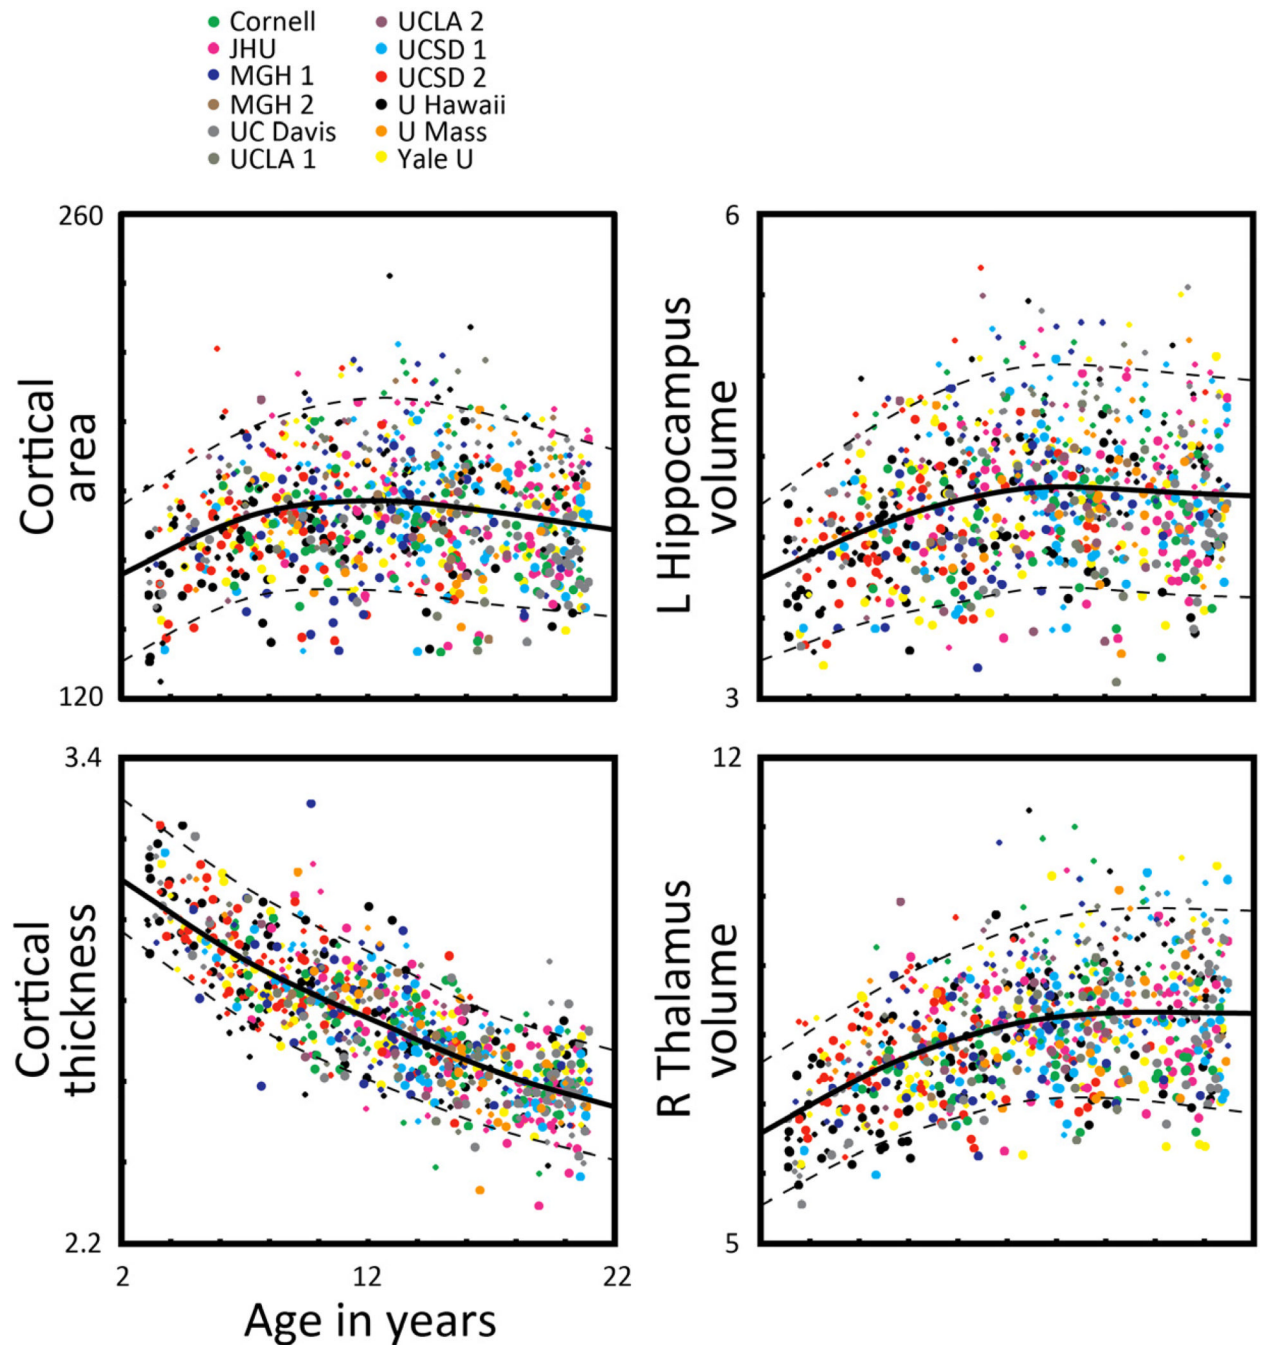 Cornell
JHU
MGH 1
MGH 2
UC Davis
UCLA 1
UCLA 2
UCSD 1
UCSD 2
U Hawaii
U Mass
Yale U
260
Cortical
area
120
6
L Hippocampus
volume
3
3.4
Cortical
thickness
2.2
2
12
22
Age in years
12
R Thalamus
volume
5